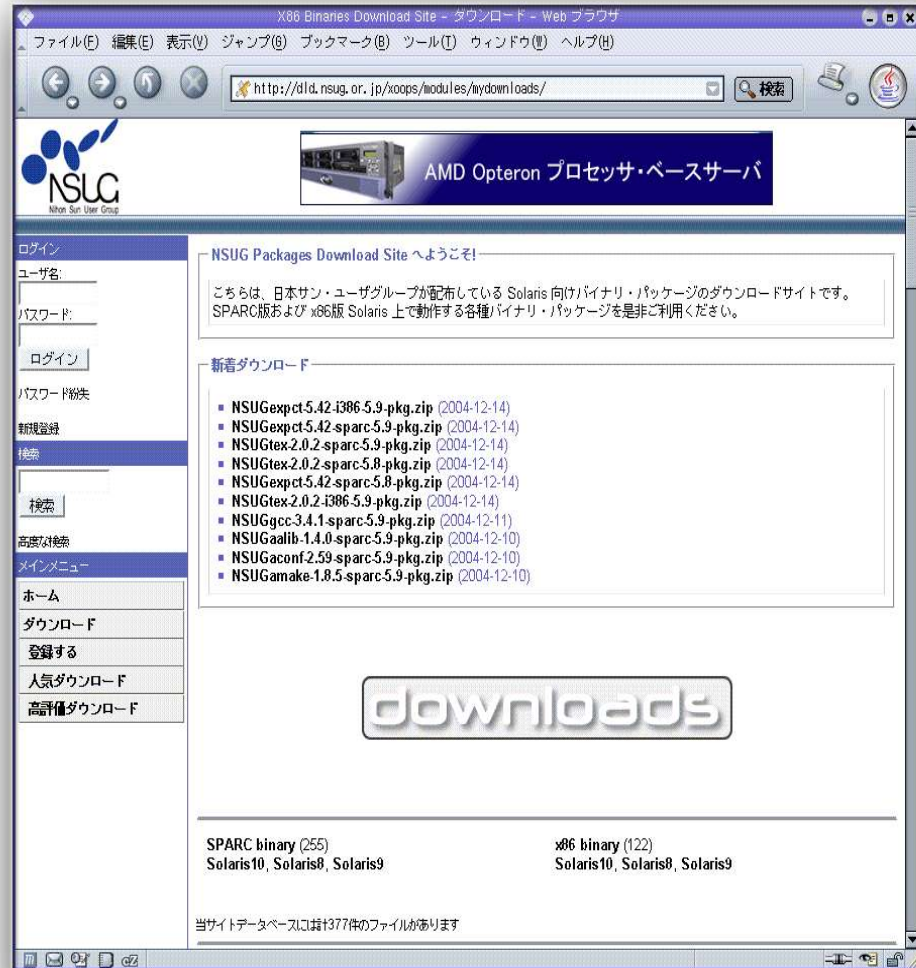 X86 Binaries Download Site - ダウンロード - Web ブラウザ
ファイル(F) 編集(E) 表示(V) ジャンプ(G) ブックマーク(B) ツール(T) ウィンドウ(W) ヘルプ(H)
http://dld.nsug.or.jp/xoops/modules/mydownloads/
検索
NSUG
Nihon Sun User Group
AMD Opteron プロセッサ・ベースサーバ
ログイン
ユーザ名:
パスワード:
ログイン
パスワード紛失
新規登録
検索
検索
高度な検索
メインメニュー
ホーム
ダウンロード
登録する
人気ダウンロード
高評価ダウンロード
NSUG Packages Download Site へようこそ!
こちらは、日本サン・ユーザグループが配布している Solaris 向けバイナリ・パッケージのダウンロードサイトです。
SPARC版および x86版 Solaris 上で動作する各種バイナリ・パッケージを是非ご利用ください。
新着ダウンロード
NSUGexpct-5.42-i386-5.9-pkg.zip (2004-12-14)
NSUGexpct-5.42-sparc-5.9-pkg.zip (2004-12-14)
NSUGtex-2.0.2-sparc-5.9-pkg.zip (2004-12-14)
NSUGtex-2.0.2-sparc-5.8-pkg.zip (2004-12-14)
NSUGexpct-5.42-sparc-5.8-pkg.zip (2004-12-14)
NSUGtex-2.0.2-i386-5.9-pkg.zip (2004-12-14)
NSUGgcc-3.4.1-sparc-5.9-pkg.zip (2004-12-11)
NSUGaalib-1.4.0-sparc-5.9-pkg.zip (2004-12-10)
NSUGaconf-2.59-sparc-5.9-pkg.zip (2004-12-10)
NSUGamake-1.8.5-sparc-5.9-pkg.zip (2004-12-10)
downloads
SPARC binary (255)
Solaris10, Solaris8, Solaris9
x86 binary (122)
Solaris10, Solaris8, Solaris9
当サイトデータベースには計377件のファイルがあります